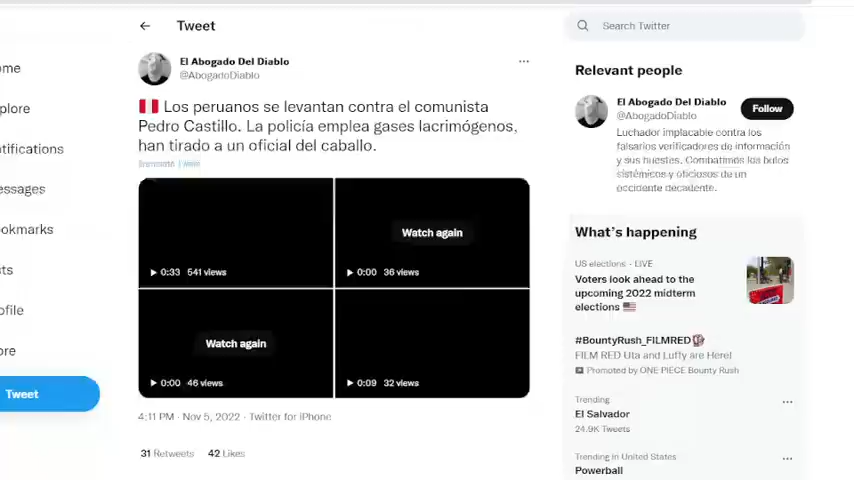 Tweet
Search Twitter
El Abogado Del Diablo
@AbogadoDiablo
🇵🇪 Los peruanos se levantan contra el comunista
Pedro Castillo. La policía emplea gases lacrimógenos,
han tirado a un oficial del caballo.
0:33 541 views
Watch again
0:00 36 views
Watch again
0:00 46 views
0:09 32 views
4:11 PM · Nov 5, 2022 · Twitter for iPhone
31 Retweets 42 Likes
ome
plore
tifications
essages
okmarks
ts
ofile
ore
Tweet
Relevant people
El Abogado Del Diablo
@AbogadoDiablo
Follow
Luchador implacable contra los
falsarios verificadores de información
y sus huestes. Combatimos los bulos
sistémicos y oficiosos de un
occidente decadente.
What's happening
US elections · LIVE
Voters look ahead to the
upcoming 2022 midterm
elections 🇺🇸
#BountyRush_FILMRED
FILM RED Uta and Luffy are Here!
Promoted by ONE PIECE Bounty Rush
Trending
El Salvador
24.9K Tweets
Trending in United States
Powerball